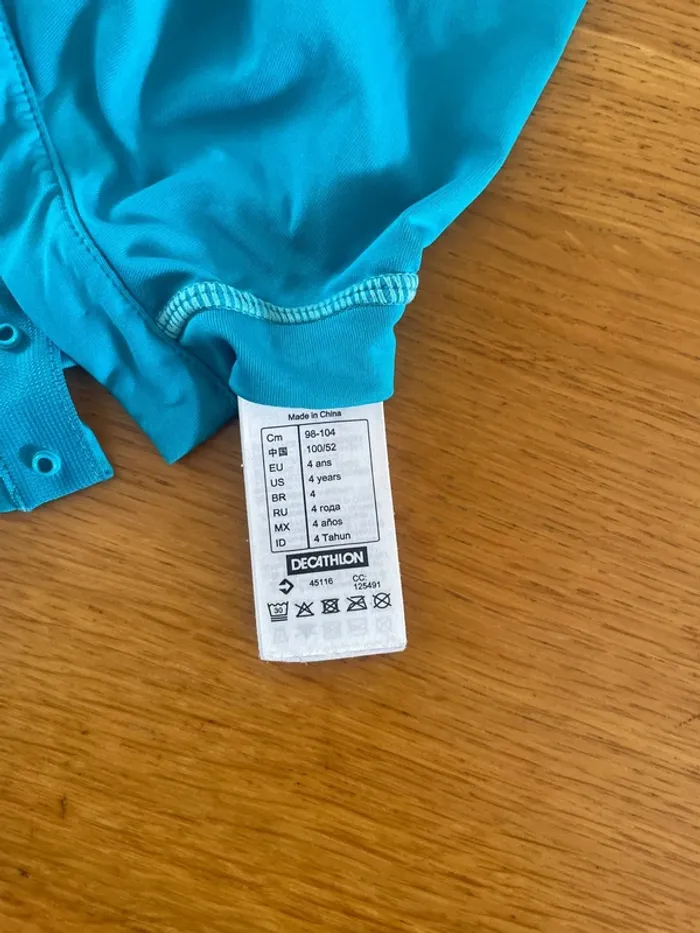 Made in China
Cm 98-104
中国 100/52
EU 4 ans
US 4 years
BR 4
RU 4 года
MX 4 años
ID 4 Tahun
DECATHLON
45116 CC:
125491
30